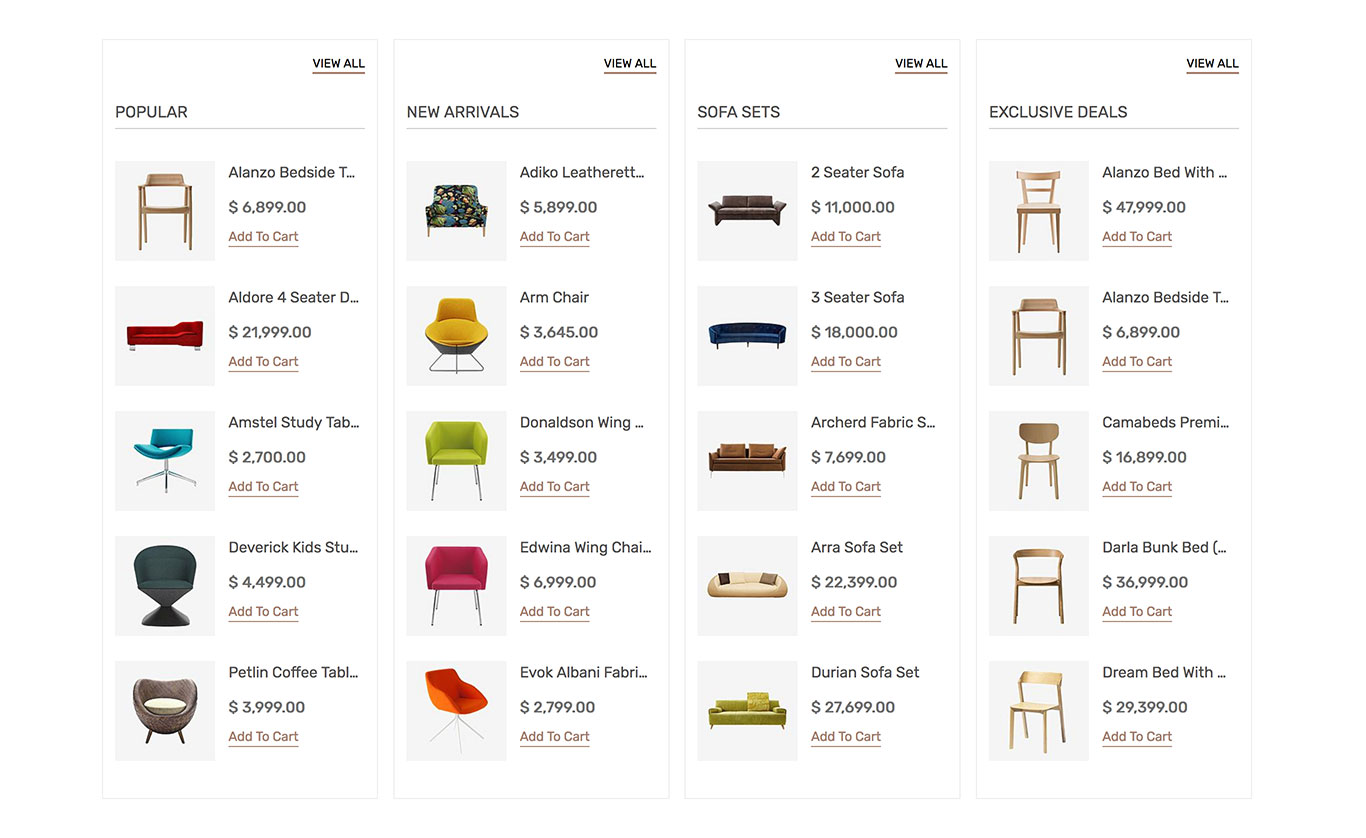 VIEW ALL
POPULAR
Alanzo Bedside T...
$ 6,899.00
Add To Cart
Aldore 4 Seater D...
$ 21,999.00
Add To Cart
Amstel Study Tab...
$ 2,700.00
Add To Cart
Deverick Kids Stu...
$ 4,499.00
Add To Cart
Petlin Coffee Tabl...
$ 3,999.00
Add To Cart
VIEW ALL
NEW ARRIVALS
Adiko Leatherett...
$ 5,899.00
Add To Cart
Arm Chair
$ 3,645.00
Add To Cart
Donaldson Wing ...
$ 3,499.00
Add To Cart
Edwina Wing Chai...
$ 6,999.00
Add To Cart
Evok Albani Fabri...
$ 2,799.00
Add To Cart
VIEW ALL
SOFA SETS
2 Seater Sofa
$ 11,000.00
Add To Cart
3 Seater Sofa
$ 18,000.00
Add To Cart
Archerd Fabric S...
$ 7,699.00
Add To Cart
Arra Sofa Set
$ 22,399.00
Add To Cart
Durian Sofa Set
$ 27,699.00
Add To Cart
VIEW ALL
EXCLUSIVE DEALS
Alanzo Bed With ...
$ 47,999.00
Add To Cart
Alanzo Bedside T...
$ 6,899.00
Add To Cart
Camabeds Premi...
$ 16,899.00
Add To Cart
Darla Bunk Bed (...
$ 36,999.00
Add To Cart
Dream Bed With ...
$ 29,399.00
Add To Cart